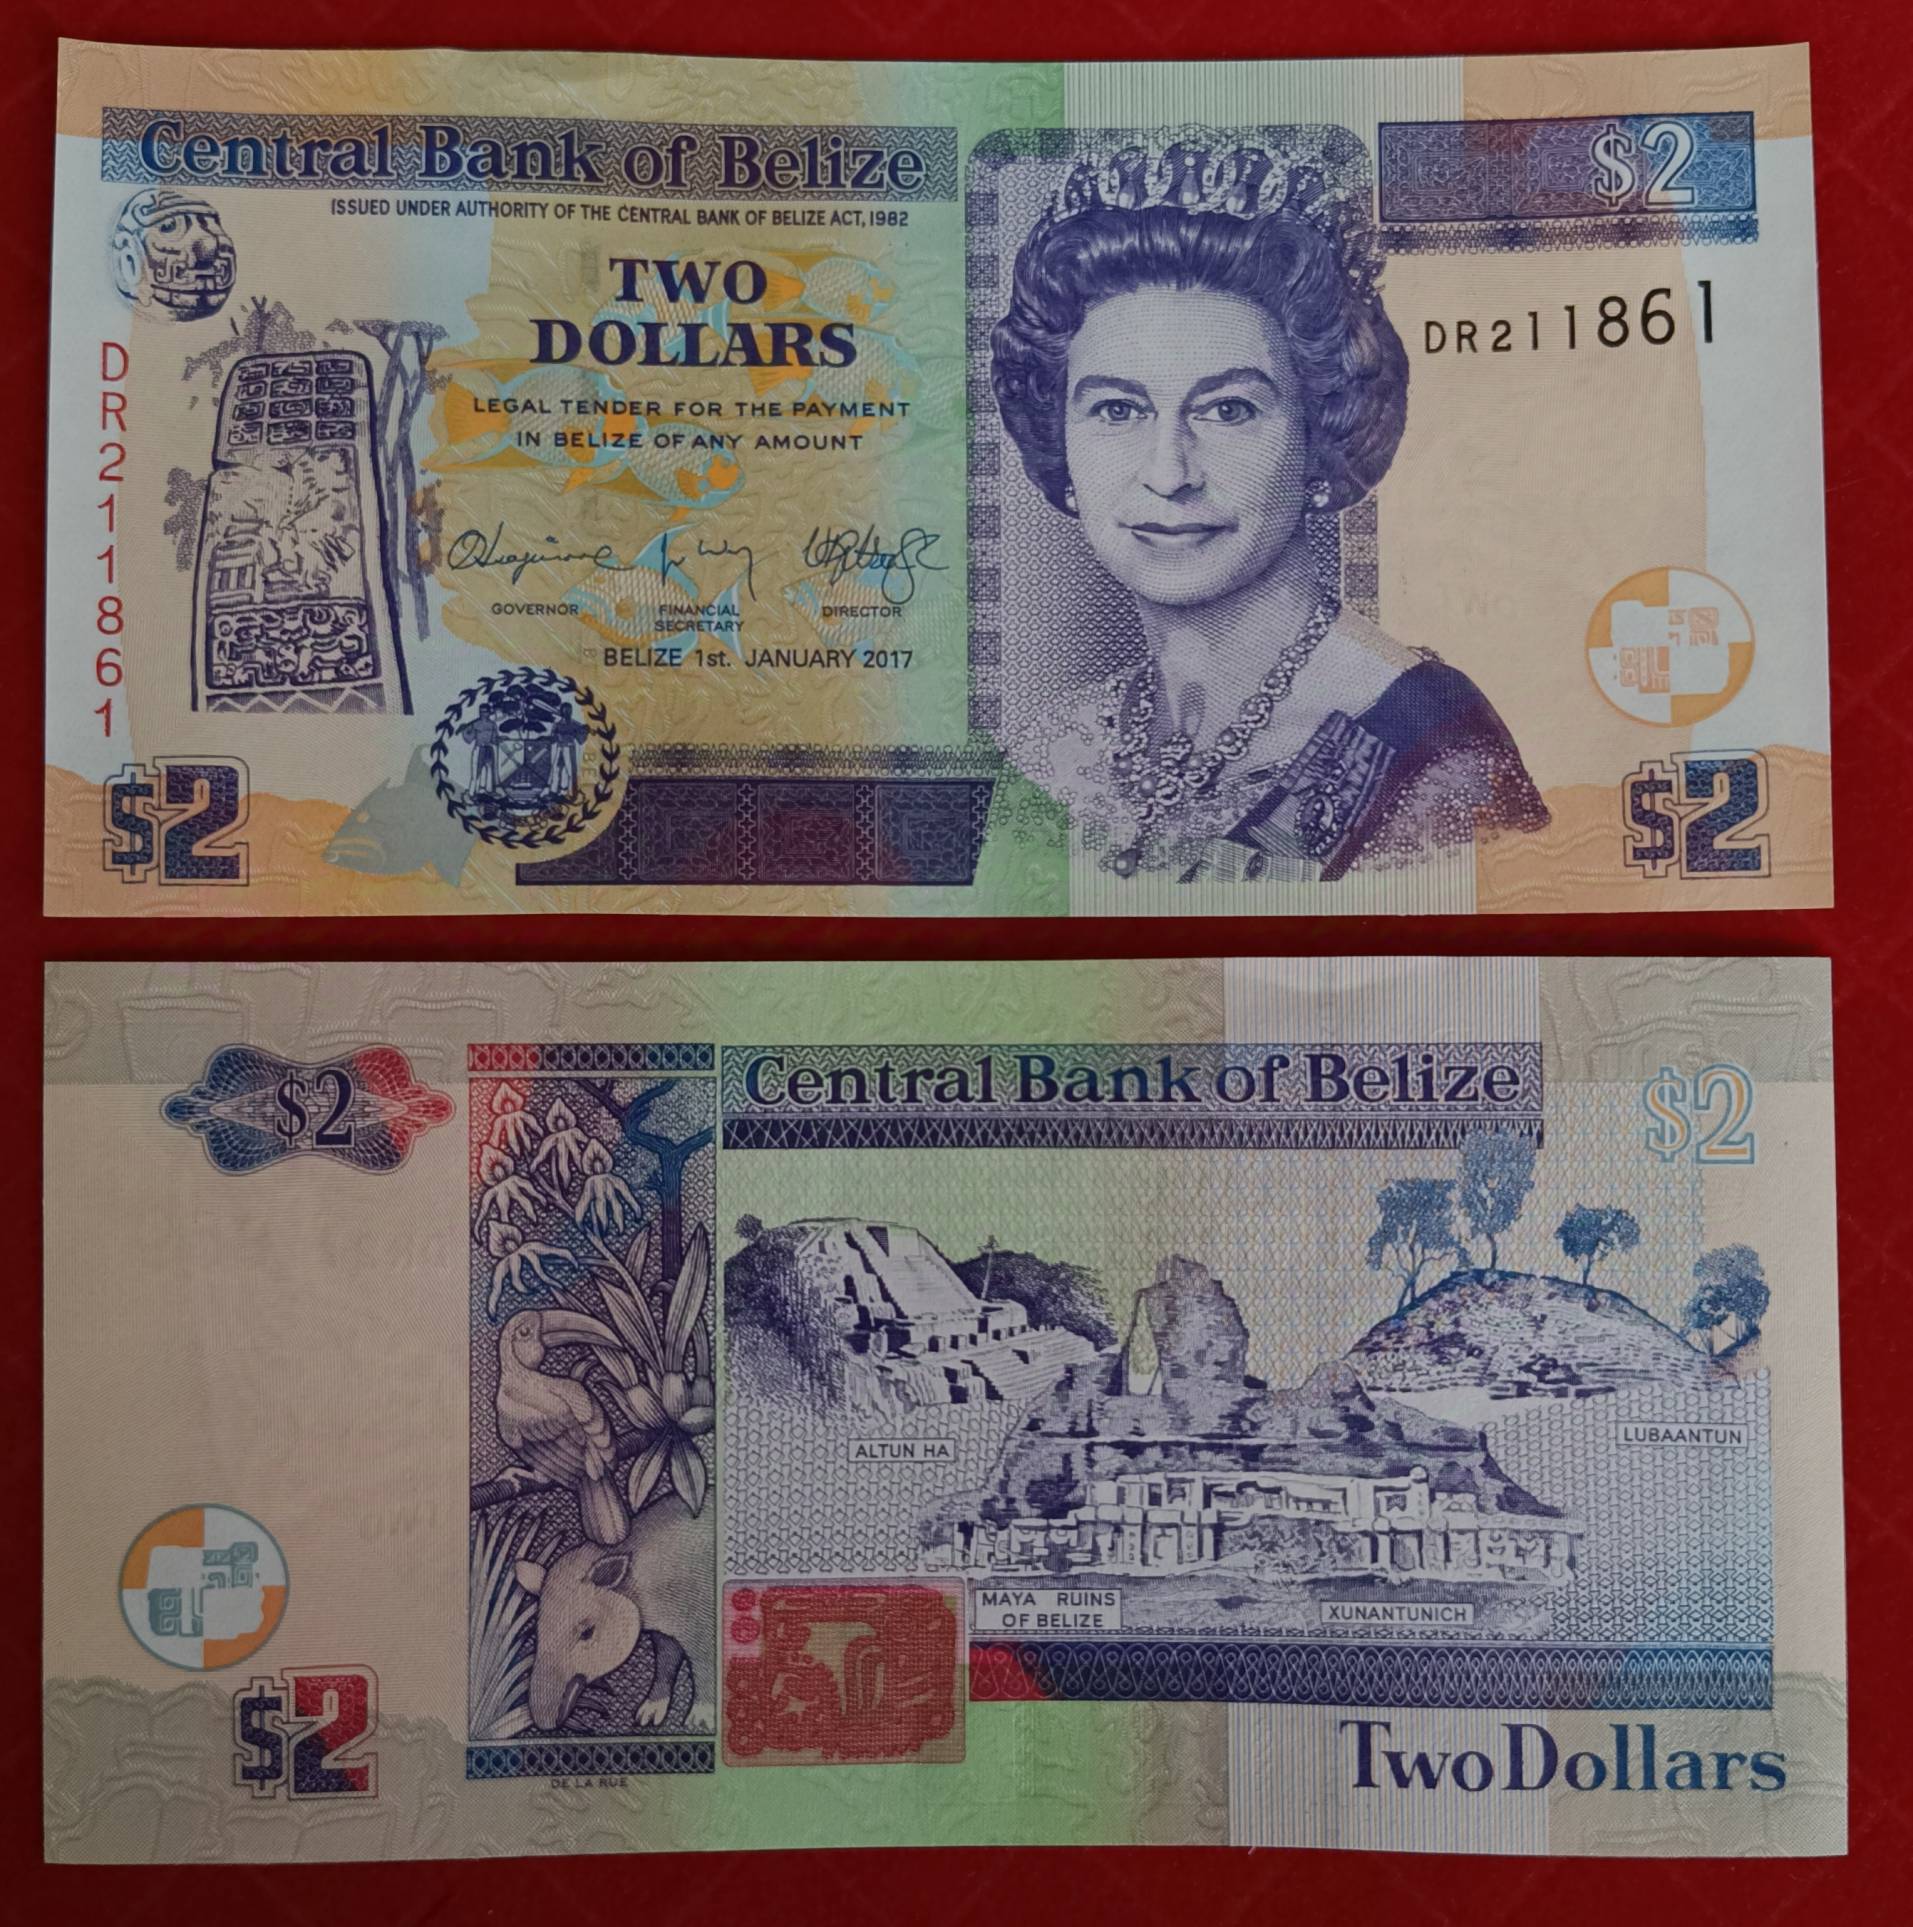 Central Bank of Belize
$2
ISSUED UNDER AUTHORITY OF THE CENTRAL BANK OF BELIZE ACT, 1982
TWO
DOLLARS
DR211861
DR211861
LEGAL TENDER FOR THE PAYMENT
IN BELIZE OF ANY AMOUNT
GOVERNOR
FINANCIAL
SECRETARY
DIRECTOR
BELIZE 1st. JANUARY 2017
$2
$2
$2
Central Bank of Belize
$2
ALTUN HA
LUBAANTUN
MAYA RUINS
OF BELIZE
XUNANTUNICH
$2
Two Dollars
DE LA RUE